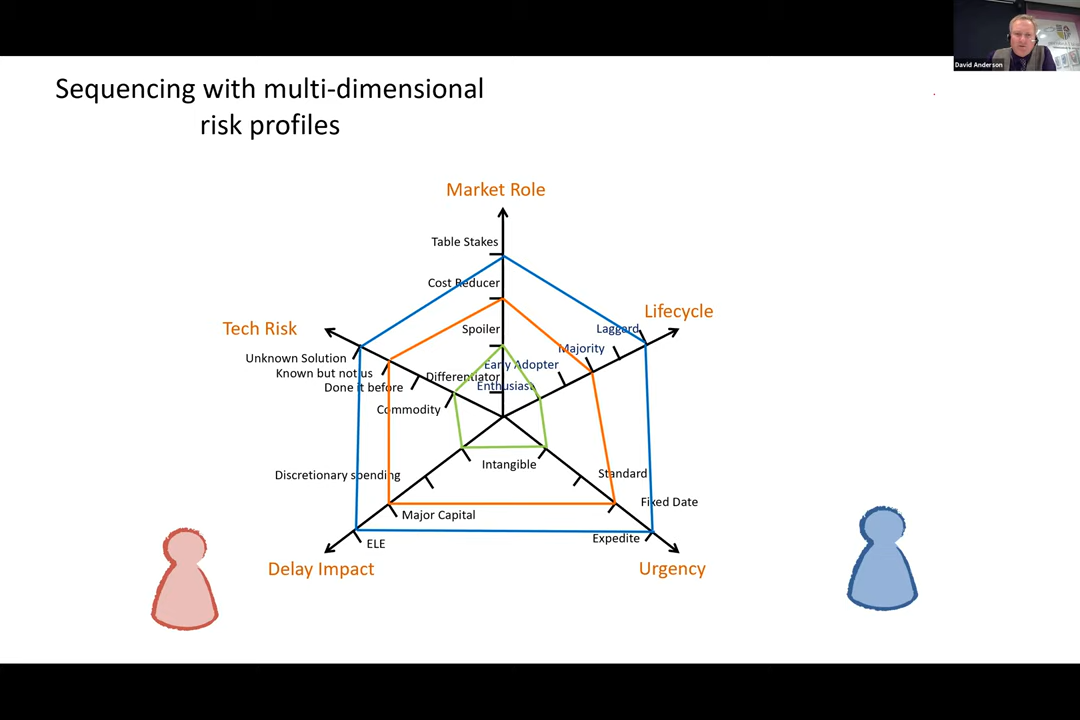 David Anderson
Sequencing with multi-dimensional
risk profiles
Market Role
Table Stakes
Cost Reducer
Spoiler
Differentiator
Lifecycle
Laggard
Majority
Early Adopter
Enthusiast
Tech Risk
Unknown Solution
Known but not us
Done it before
Commodity
Intangible
Standard
Fixed Date
Expedite
Urgency
Discretionary spending
Major Capital
ELE
Delay Impact